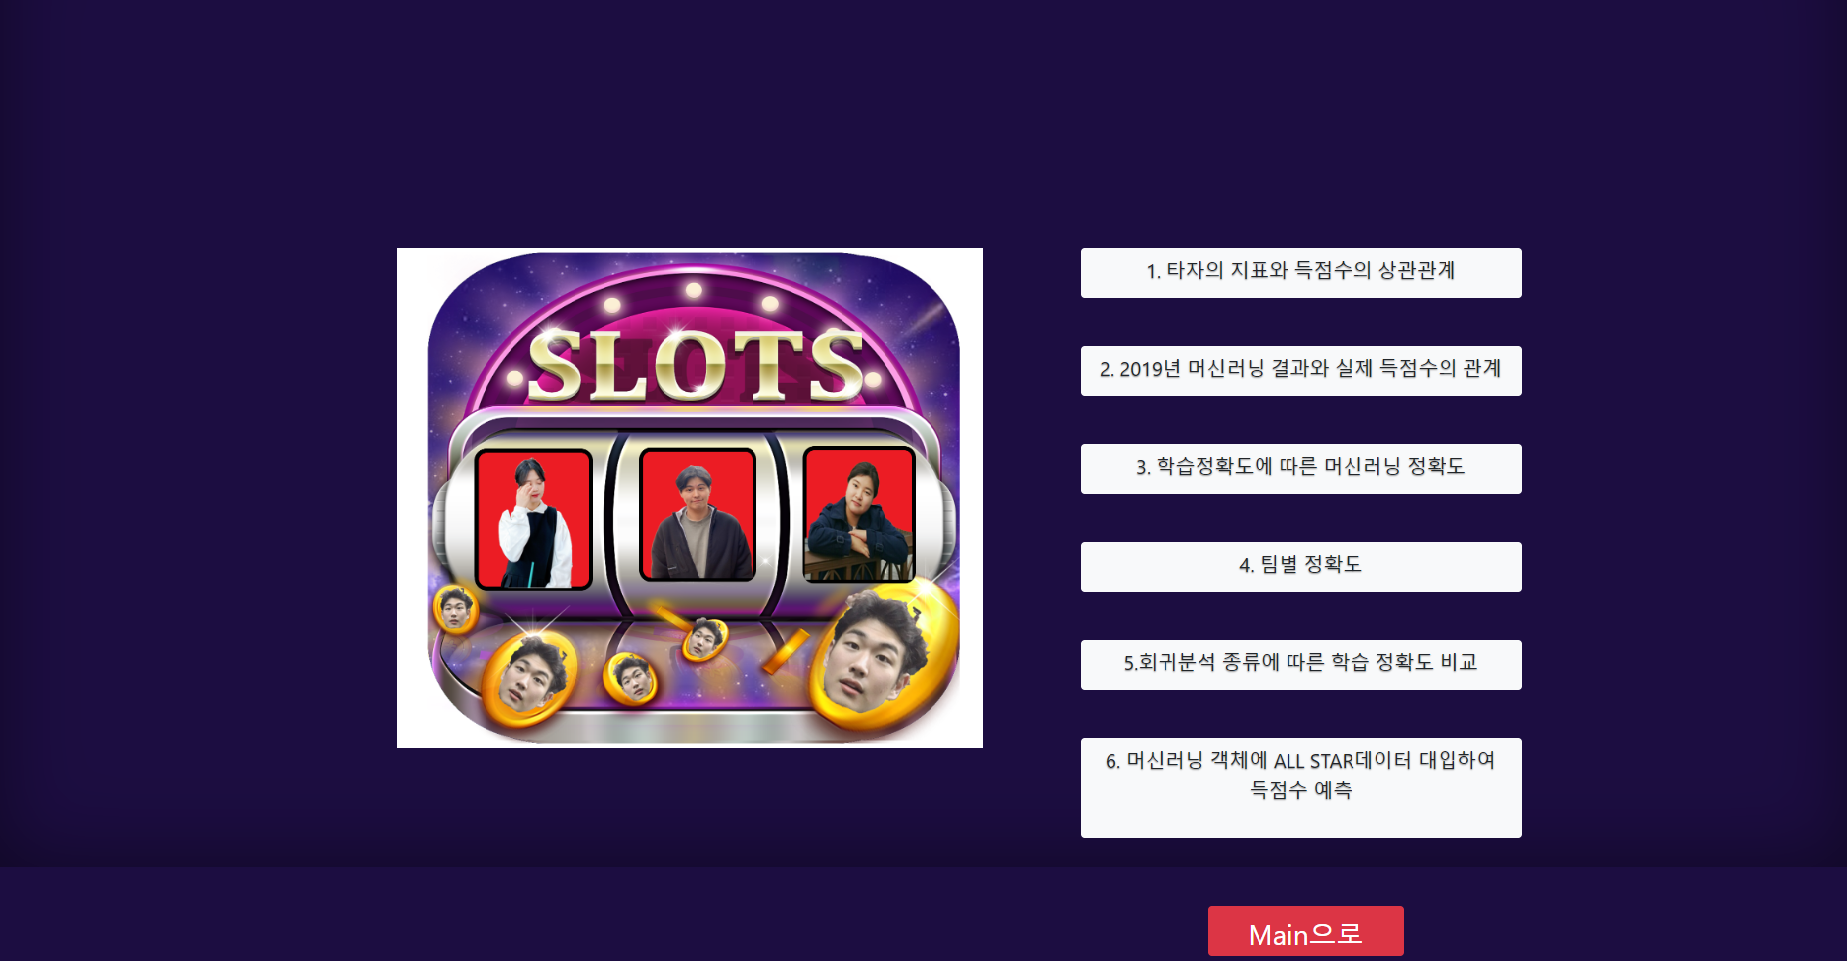 SLOTS
1. 타자의 지표와 득점수의 상관관계
2. 2019년 머신러닝 결과와 실제 득점수의 관계
3. 학습정확도에 따른 머신러닝 정확도
4. 팀별 정확도
5.회귀분석 종류에 따른 학습 정확도 비교
6. 머신러닝 객체에 ALL STAR데이터 대입하여
득점수 예측
Main으로